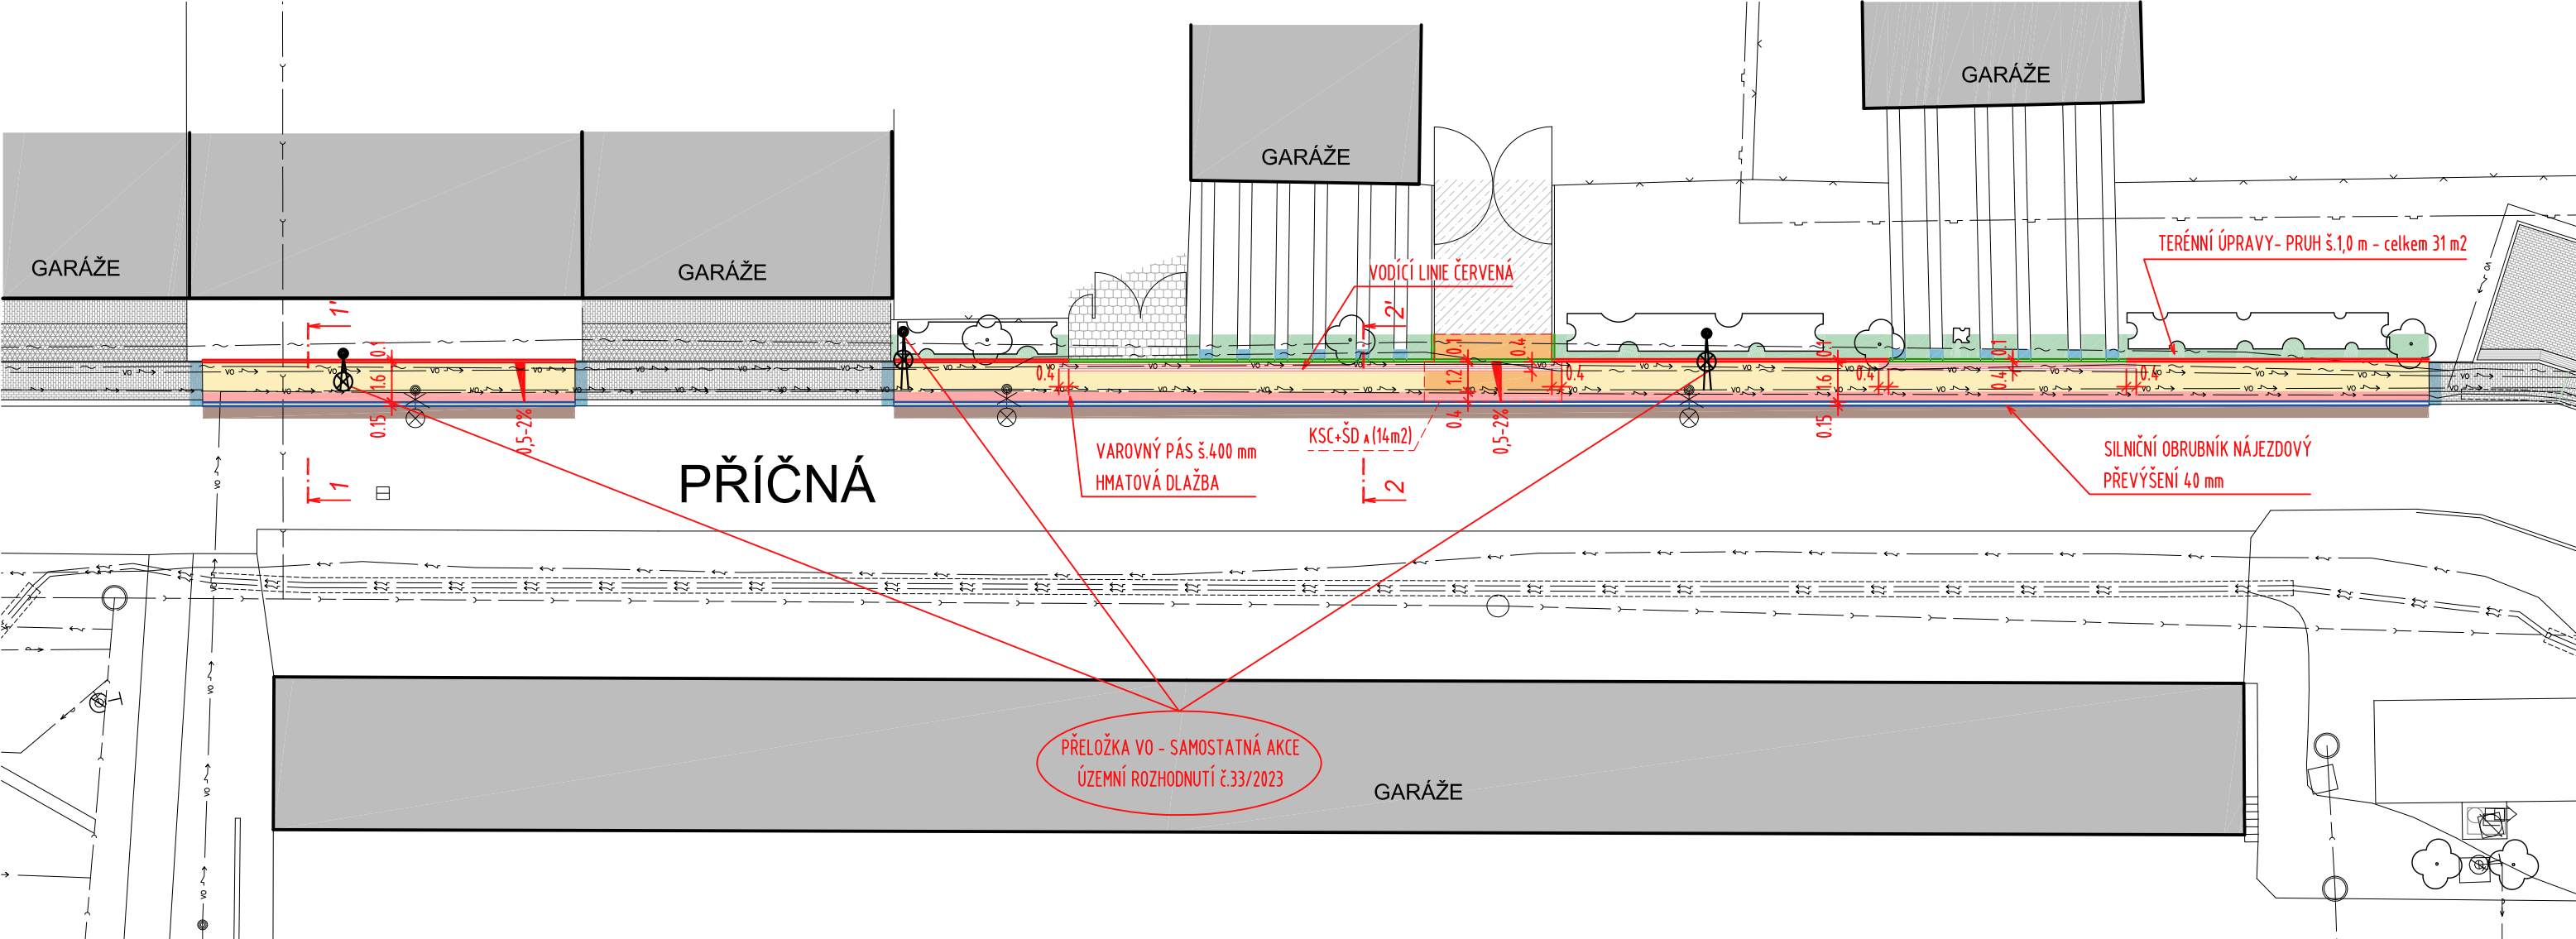 GARÁŽE
GARÁŽE
GARÁŽE
GARÁŽE
TERÉNNÍ ÚPRAVY- PRUH š.1,0 m - celkem 31 m2
VODÍCÍ LINIE ČERVENÁ
1'
2'
0.1
1.6
0.15
0,5-2%
0.4
0.1
1.2
0.4
0.4
0.4
0,5-2%
0.1
1.6
0.15
0.4
0.1
0.4
0.4
KSC+ŠD A (14m2)
VAROVNÝ PÁS š.400 mm
HMATOVÁ DLAŽBA
SILNIČNÍ OBRUBNÍK NÁJEZDOVÝ
PŘEVÝŠENÍ 40 mm
1
2
PŘÍČNÁ
PŘELOŽKA VO - SAMOSTATNÁ AKCE
ÚZEMNÍ ROZHODNUTÍ č.33/2023
GARÁŽE